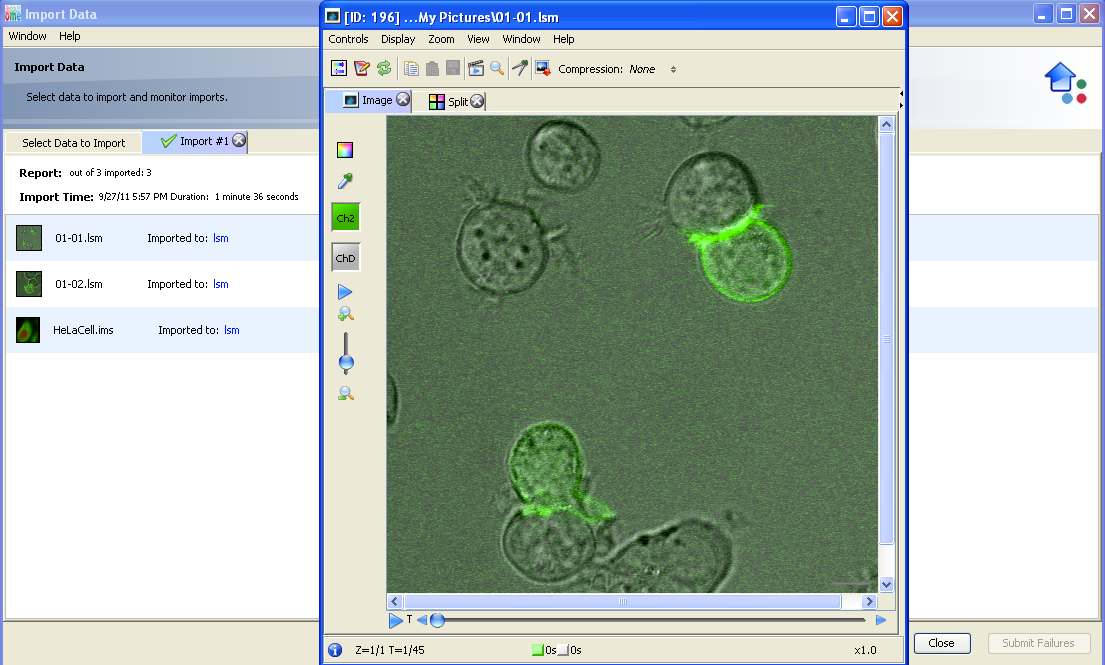 Import Data
Window Help
Import Data
Select data to import and monitor imports.
Select Data to Import
Import #1
Report: out of 3 imported: 3
Import Time: 9/27/11 5:57 PM Duration: 1 minute 36 seconds
01-01.lsm Imported to: lsm
01-02.lsm Imported to: lsm
HeLaCell.ims Imported to: lsm
[ID: 196] ...My Pictures\01-01.lsm
Controls Display Zoom View Window Help
Compression: None
Image
Split
Ch2
ChD
T
Z=1/1 T=1/45
0s
0s
x1.0
Close
Submit Failures